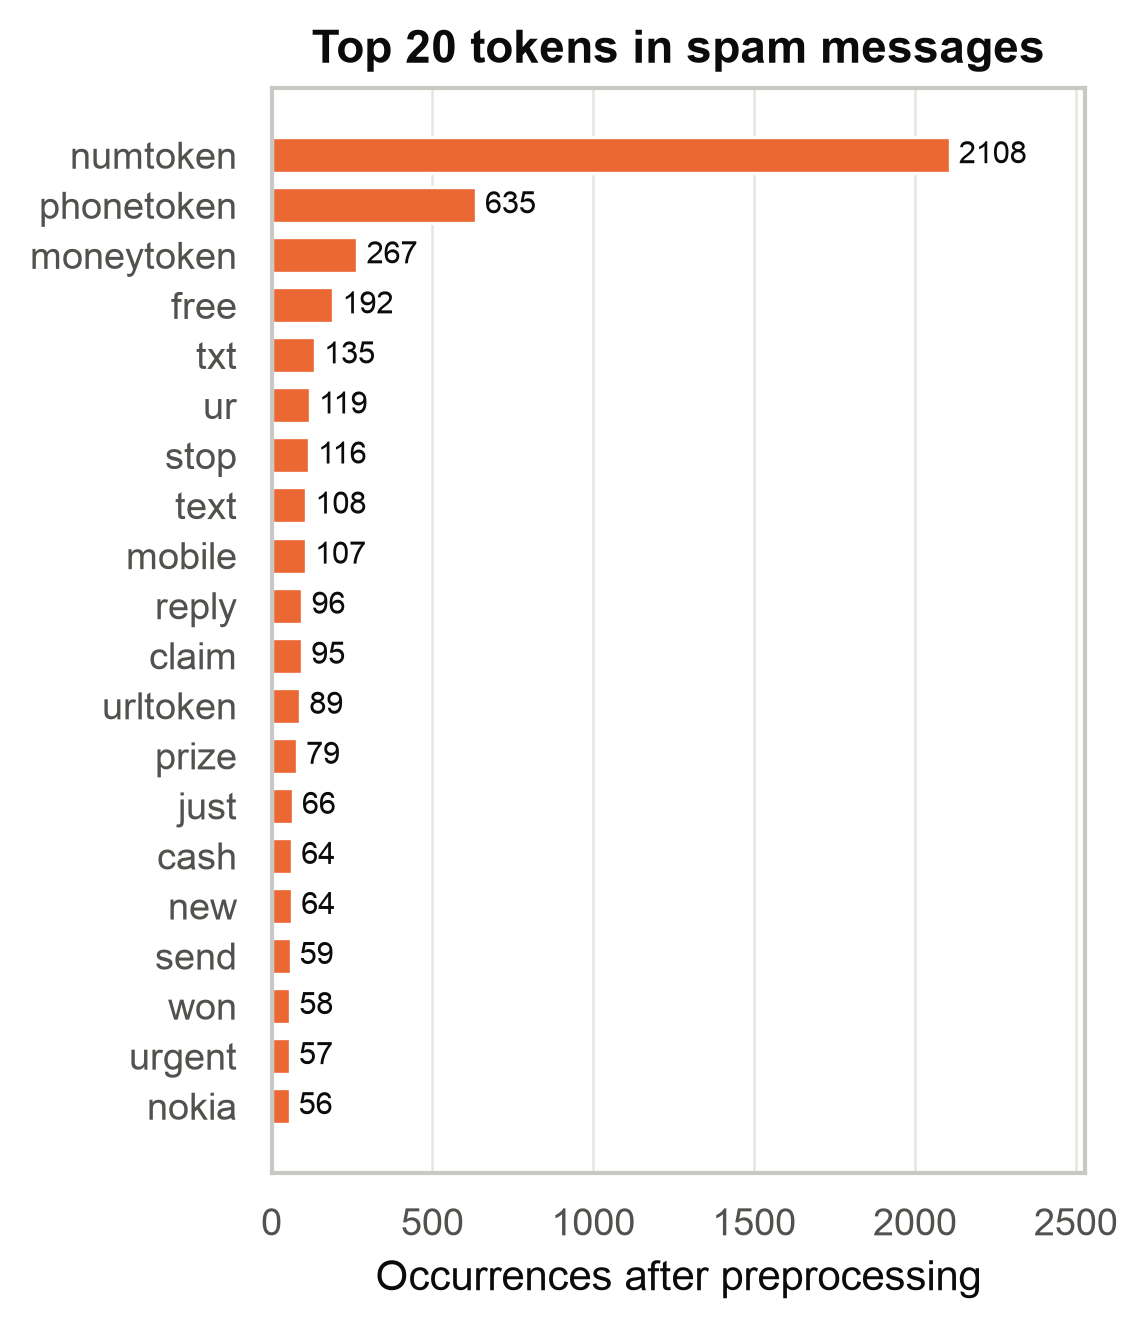 Top 20 tokens in spam messages
numtoken 2108
phonetoken 635
moneytoken 267
free 192
txt 135
ur 119
stop 116
text 108
mobile 107
reply 96
claim 95
urltoken 89
prize 79
just 66
cash 64
new 64
send 59
won 58
urgent 57
nokia 56
0 500 1000 1500 2000 2500
Occurrences after preprocessing